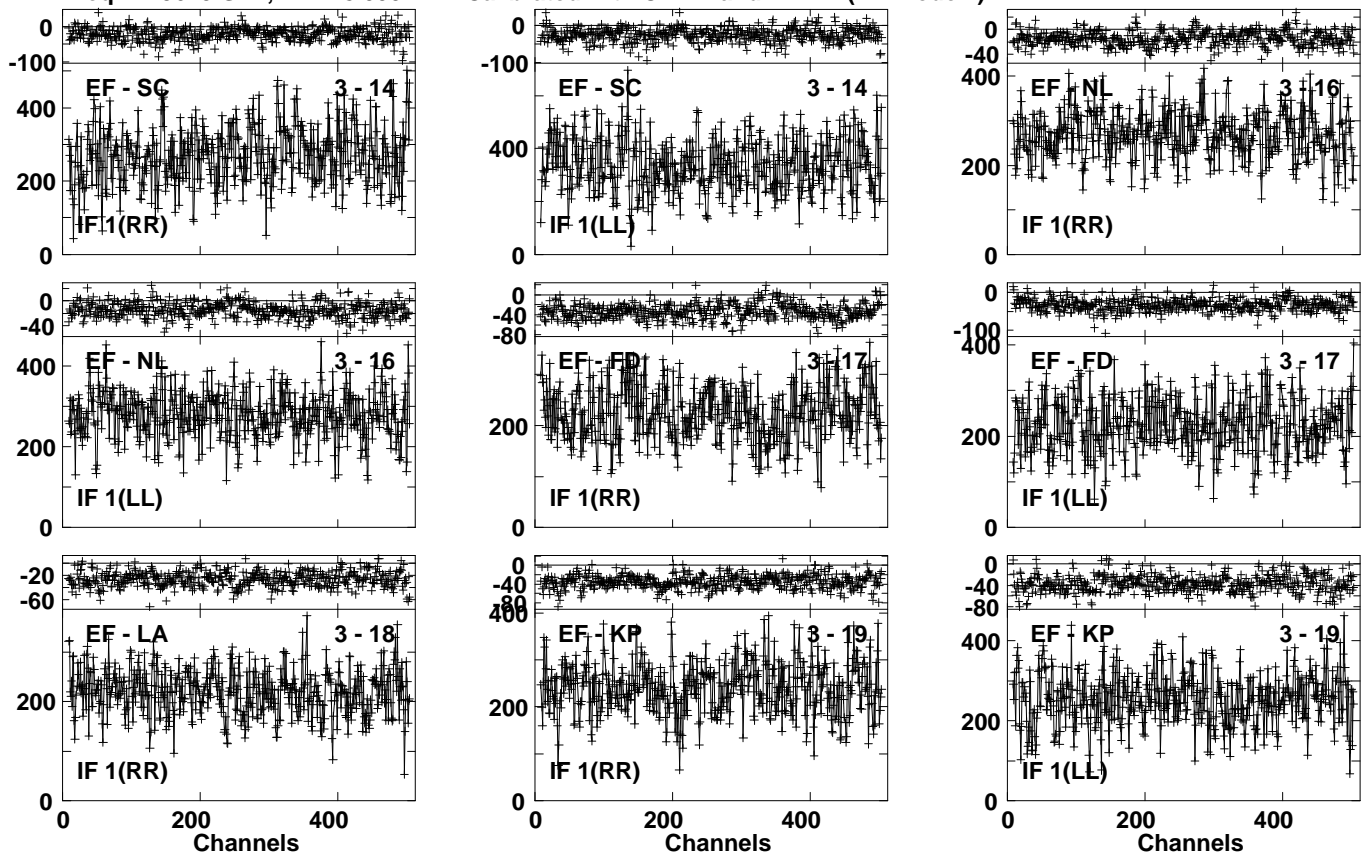 0
-100
EF - SC 3 - 14
400
200
IF 1(RR)
0
0
-100
EF - SC 3 - 14
400
IF 1(LL)
0
0
-40
400
EF - NL 3 - 16
200
IF 1(RR)
0
0
-40
EF - NL 3 - 16
400
200
IF 1(LL)
0
0
-40
-80
EF - FD 3 - 17
200
IF 1(RR)
0
0
-100
400
EF - FD 3 - 17
200
IF 1(LL)
0
-20
-60
EF - LA 3 - 18
200
IF 1(RR)
0
0 200 400
Channels
0
-40
-80
400
EF - KP 3 - 19
200
IF 1(RR)
0
0 200 400
Channels
0
-40
-80
EF - KP 3 - 19
400
200
IF 1(LL)
0
0 200 400
Channels